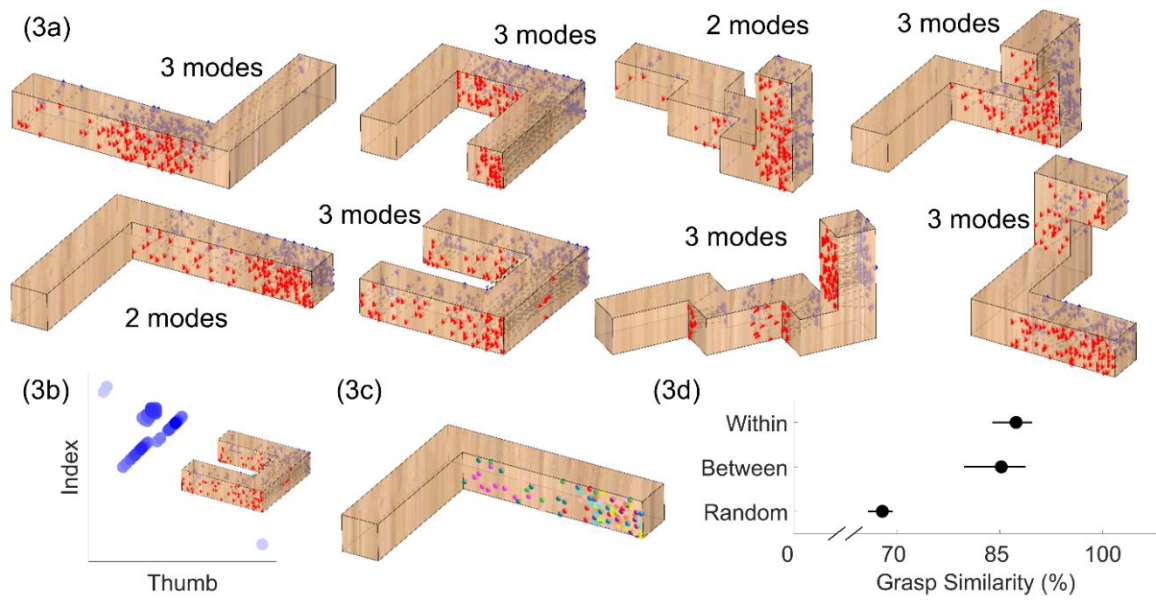 (3a)
3 modes
3 modes
2 modes
3 modes
2 modes
3 modes
3 modes
3 modes
(3b)
Index
Thumb
(3c)
(3d)
Within
Between
Random
0 70 85 100
Grasp Similarity (%)